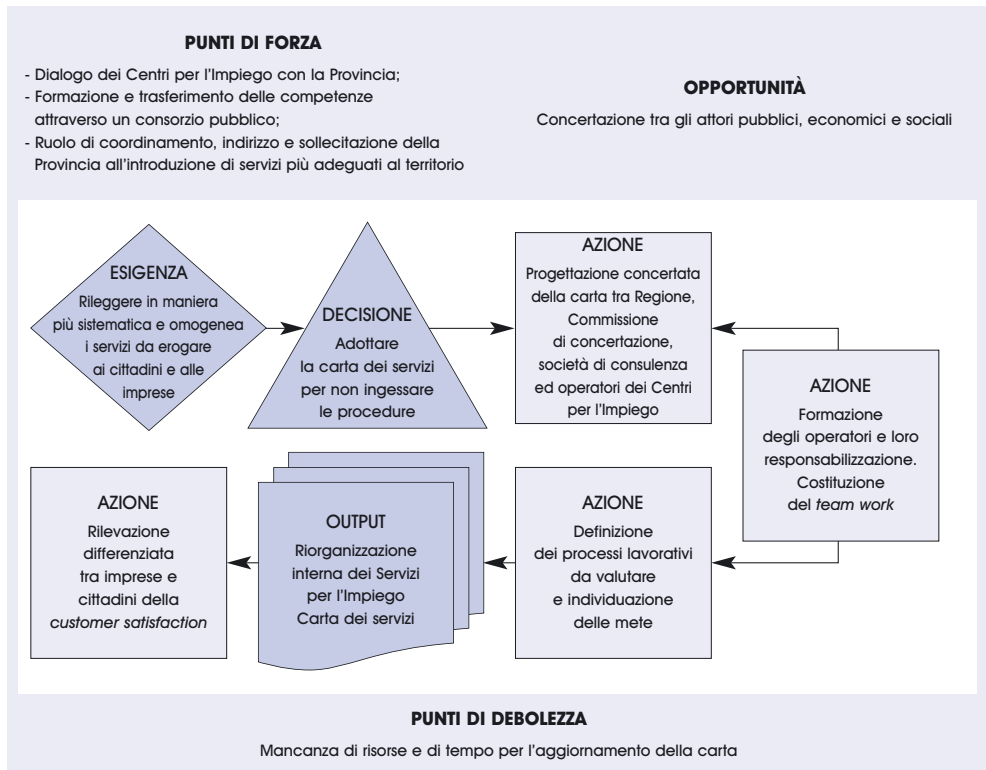 PUNTI DI FORZA
- Dialogo dei Centri per l'Impiego con la Provincia;
- Formazione e trasferimento delle competenze
attraverso un consorzio pubblico;
- Ruolo di coordinamento, indirizzo e sollecitazione della
Provincia all'introduzione di servizi più adeguati al territorio
OPPORTUNITÀ
Concertazione tra gli attori pubblici, economici e sociali
ESIGENZA
Rileggere in maniera
più sistematica e omogenea
i servizi da erogare
ai cittadini e alle
imprese
DECISIONE
Adottare
la carta dei servizi
per non ingessare
le procedure
AZIONE
Progettazione concertata
della carta tra Regione,
Commissione
di concertazione,
società di consulenza
ed operatori dei Centri
per l'Impiego
AZIONE
Formazione
degli operatori e loro
responsabilizzazione.
Costituzione
del team work
AZIONE
Definizione
dei processi lavorativi
da valutare
e individuazione
delle mete
OUTPUT
Riorganizzazione
interna dei Servizi
per l'Impiego
Carta dei servizi
AZIONE
Rilevazione
differenziata
tra imprese e
cittadini della
customer satisfaction
PUNTI DI DEBOLEZZA
Mancanza di risorse e di tempo per l'aggiornamento della carta